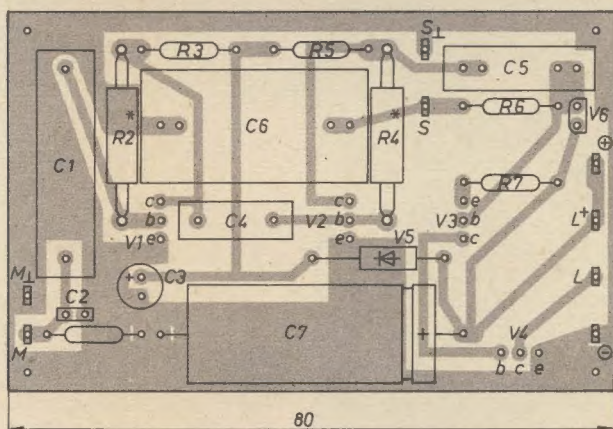 S⊥
R3 R5
C5
V6
* *
R2 C6 R4 S R6
C1
+
R7
c c e
b C4 V2 b V3 b L+
V1 e e c
V5
M⊥ + C3 L
C2
C7 + V4
M b c e −
80